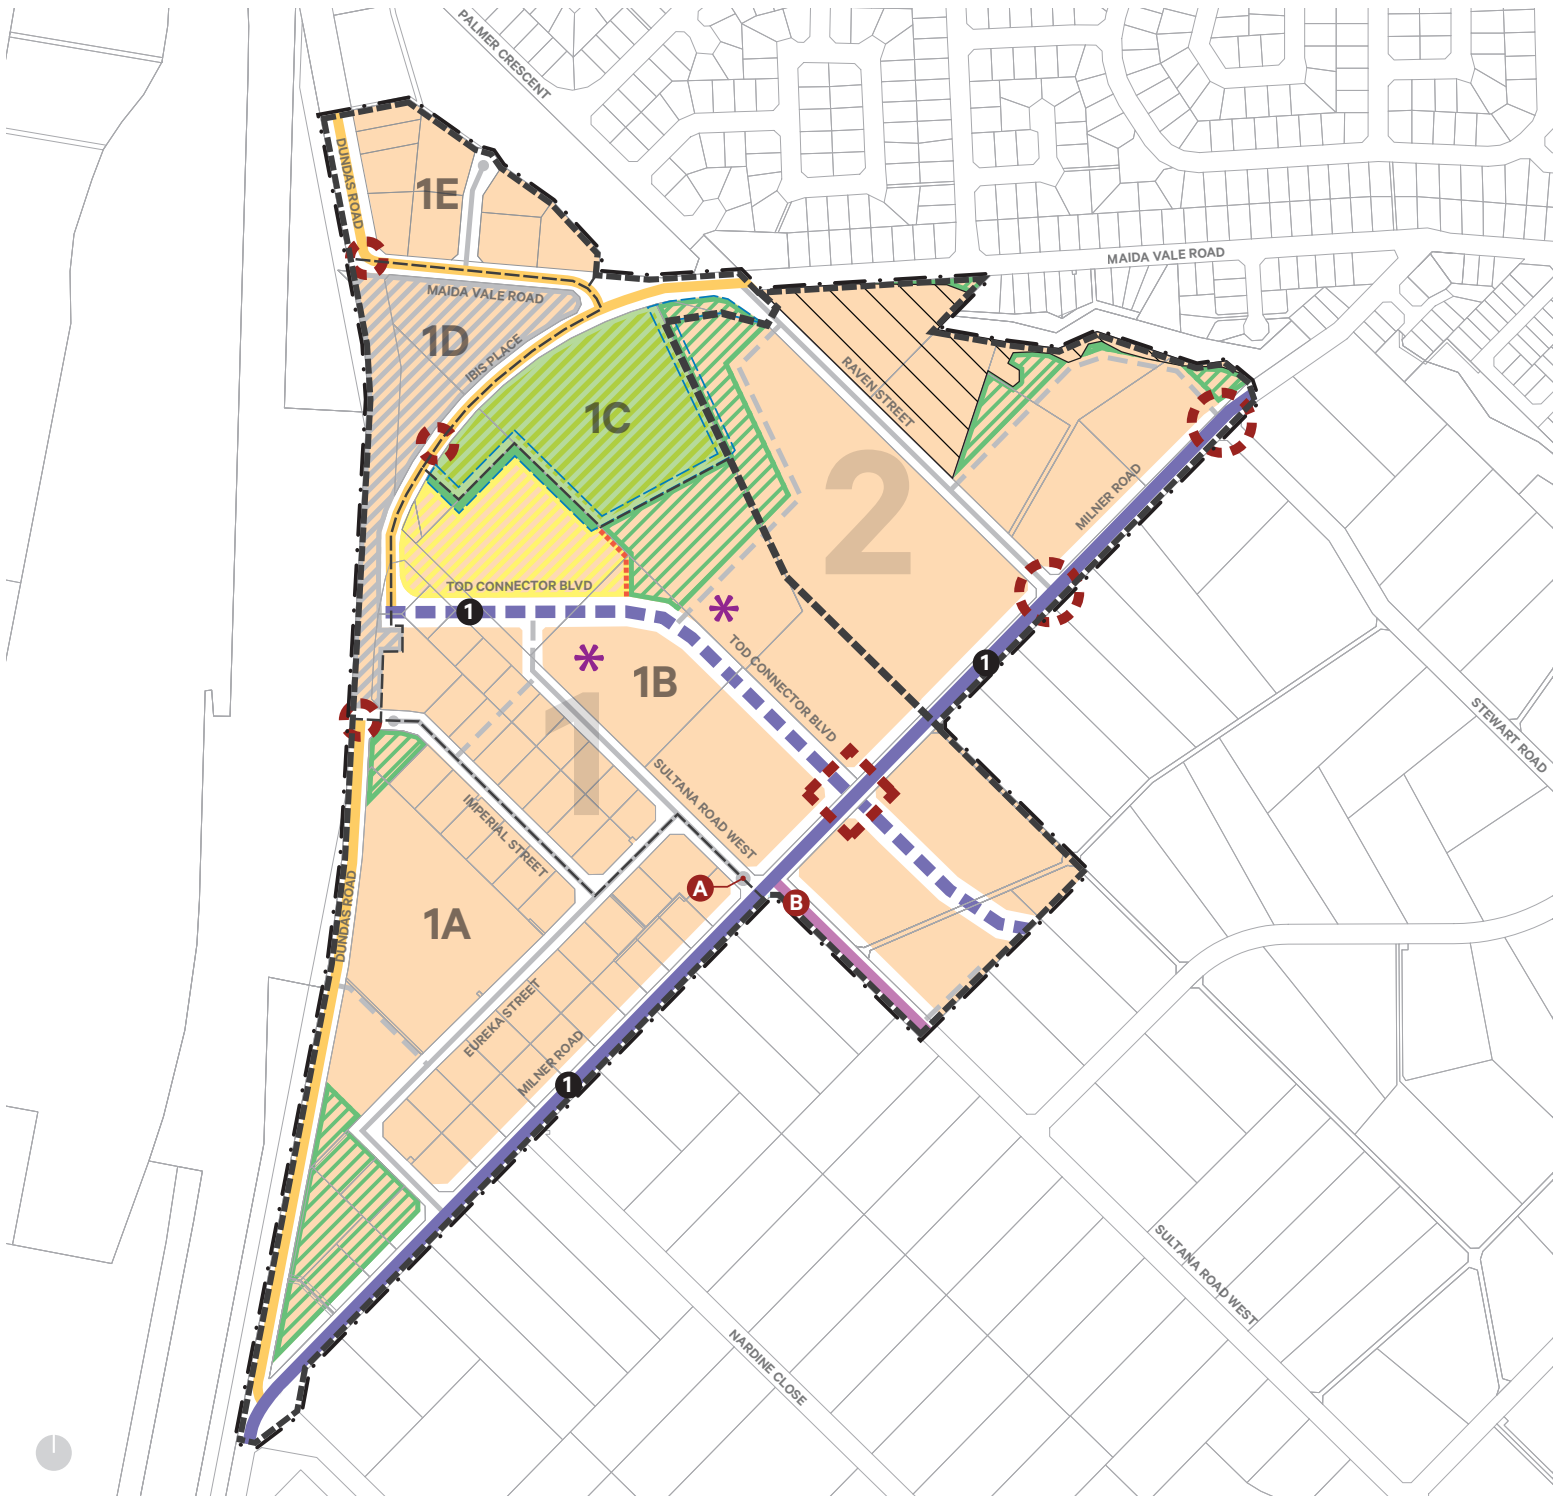 PALMER CRESCENT
DUNDAS ROAD
1E
MAIDA VALE ROAD
MAIDA VALE ROAD
1D
IBIS PLACE
1C
RAVEN STREET
2
MILNER ROAD
TOD CONNECTOR BLVD
1
1B
TOD CONNECTOR BLVD
1
1
STEWART ROAD
SULTANA ROAD WEST
IMPERIAL STREET
A
B
1A
DUNDAS ROAD
EUREKA STREET
MILNER ROAD
1
SULTANA ROAD WEST
NARDINE CLOSE